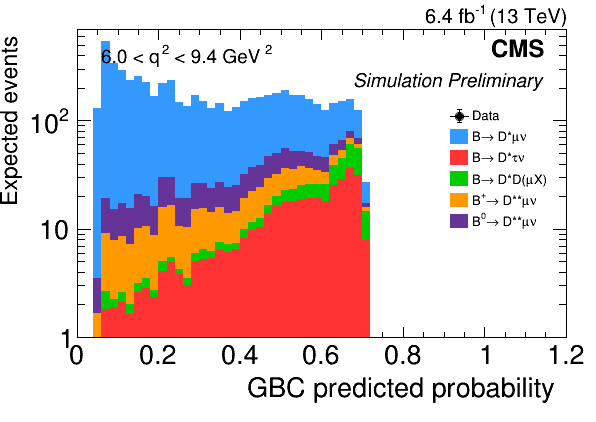 6.4 fb⁻¹ (13 TeV)
Expected events
6.0 < q² < 9.4 GeV ²
CMS
Simulation Preliminary
Data
B→ D*μν
B→ D*τν
B→ D*D(μX)
B⁺→ D**μν
B⁰→ D**μν
10²
10
1
0 0.2 0.4 0.6 0.8 1 1.2
GBC predicted probability